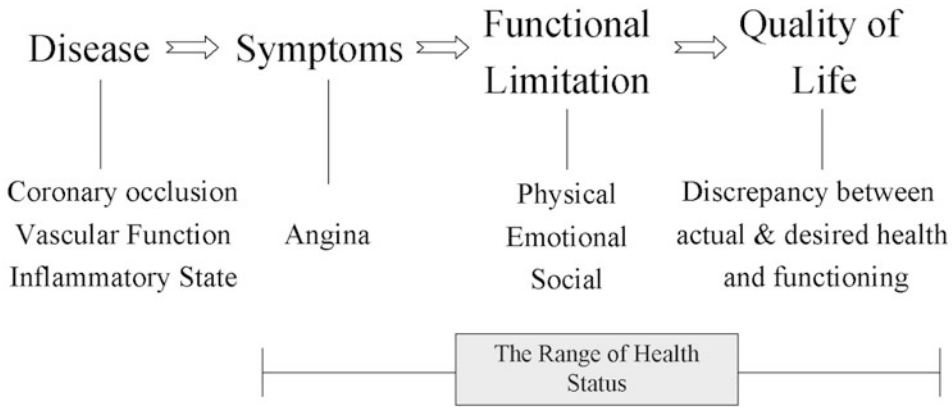 Disease
Symptoms
Functional
Limitation
Quality of
Life
Coronary occlusion
Vascular Function
Inflammatory State
Angina
Physical
Emotional
Social
Discrepancy between
actual & desired health
and functioning
The Range of Health
Status